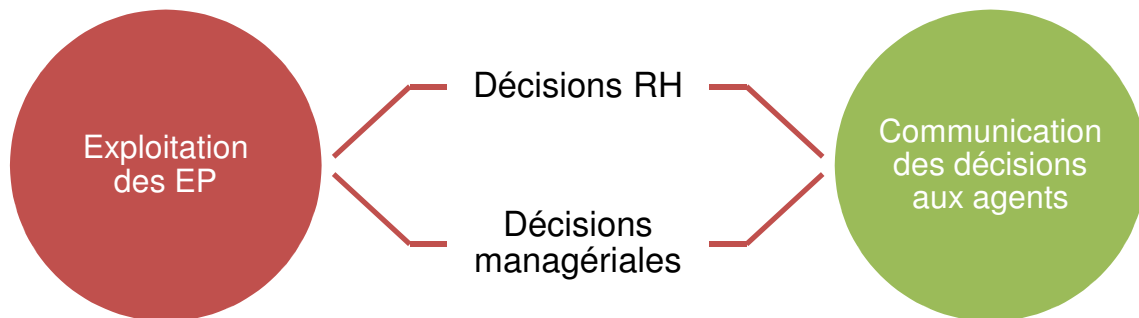 Exploitation
des EP
Décisions RH
Décisions
managériales
Communication
des décisions
aux agents